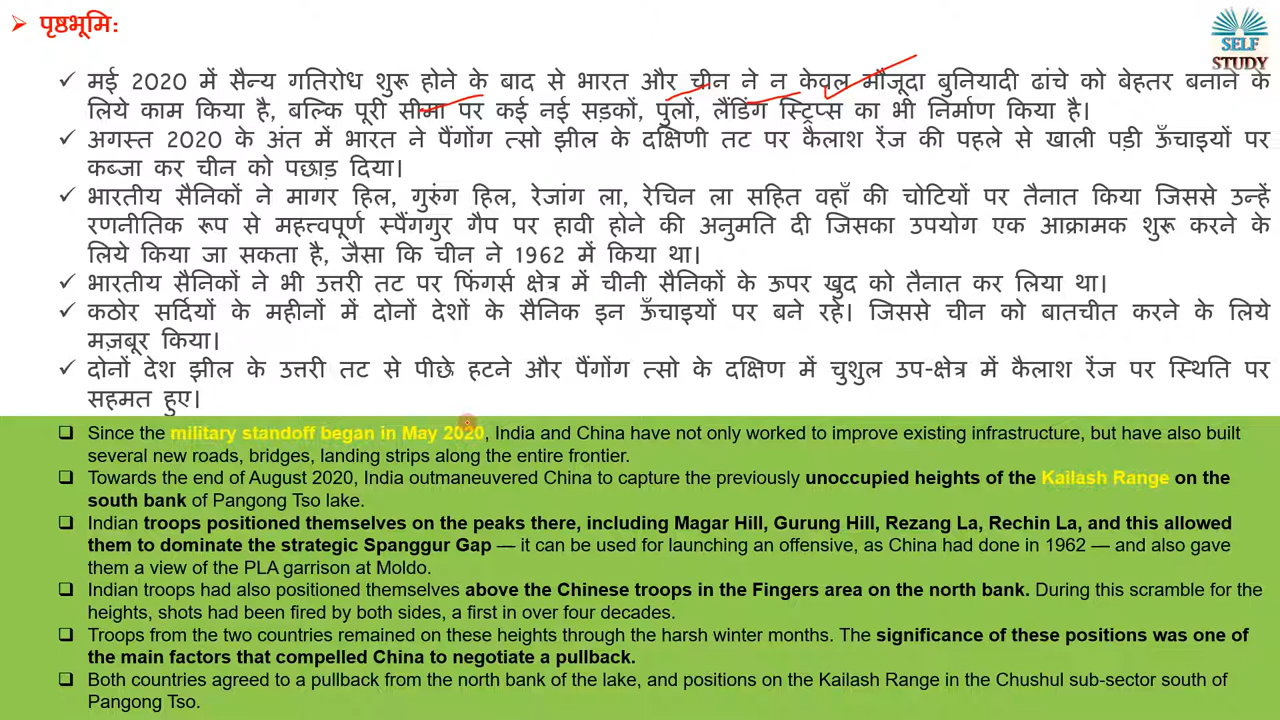 पृष्ठभूमि:
SELF
STUDY
मई 2020 में सैन्य गतिरोध शुरू होने के बाद से भारत और चीन ने न केवल मौजूदा बुनियादी ढांचे को बेहतर बनाने के
लिये काम किया है, बल्कि पूरी सीमा पर कई नई सड़कों, पुलों, लैंडिंग स्ट्रिप्स का भी निर्माण किया है।
अगस्त 2020 के अंत में भारत ने पैंगोंग त्सो झील के दक्षिणी तट पर कैलाश रेंज की पहले से खाली पड़ी ऊँचाइयों पर
कब्जा कर चीन को पछाड़ दिया।
भारतीय सैनिकों ने मागर हिल, गुरुंग हिल, रेजांग ला, रेचिन ला सहित वहाँ की चोटियों पर तैनात किया जिससे उन्हें
रणनीतिक रूप से महत्त्वपूर्ण स्पैंगगुर गैप पर हावी होने की अनुमति दी जिसका उपयोग एक आक्रामक शुरू करने के
लिये किया जा सकता है, जैसा कि चीन ने 1962 में किया था।
भारतीय सैनिकों ने भी उत्तरी तट पर फिंगर्स क्षेत्र में चीनी सैनिकों के ऊपर खुद को तैनात कर लिया था।
कठोर सर्दियों के महीनों में दोनों देशों के सैनिक इन ऊँचाइयों पर बने रहे। जिससे चीन को बातचीत करने के लिये
मज़बूर किया।
दोनों देश झील के उत्तरी तट से पीछे हटने और पैंगोंग त्सो के दक्षिण में चुशुल उप-क्षेत्र में कैलाश रेंज पर स्थिति पर
सहमत हुए।
Since the military standoff began in May 2020, India and China have not only worked to improve existing infrastructure, but have also built
several new roads, bridges, landing strips along the entire frontier.
Towards the end of August 2020, India outmaneuvered China to capture the previously unoccupied heights of the Kailash Range on the
south bank of Pangong Tso lake.
Indian troops positioned themselves on the peaks there, including Magar Hill, Gurung Hill, Rezang La, Rechin La, and this allowed
them to dominate the strategic Spanggur Gap — it can be used for launching an offensive, as China had done in 1962 — and also gave
them a view of the PLA garrison at Moldo.
Indian troops had also positioned themselves above the Chinese troops in the Fingers area on the north bank. During this scramble for the
heights, shots had been fired by both sides, a first in over four decades.
Troops from the two countries remained on these heights through the harsh winter months. The significance of these positions was one of
the main factors that compelled China to negotiate a pullback.
Both countries agreed to a pullback from the north bank of the lake, and positions on the Kailash Range in the Chushul sub-sector south of
Pangong Tso.